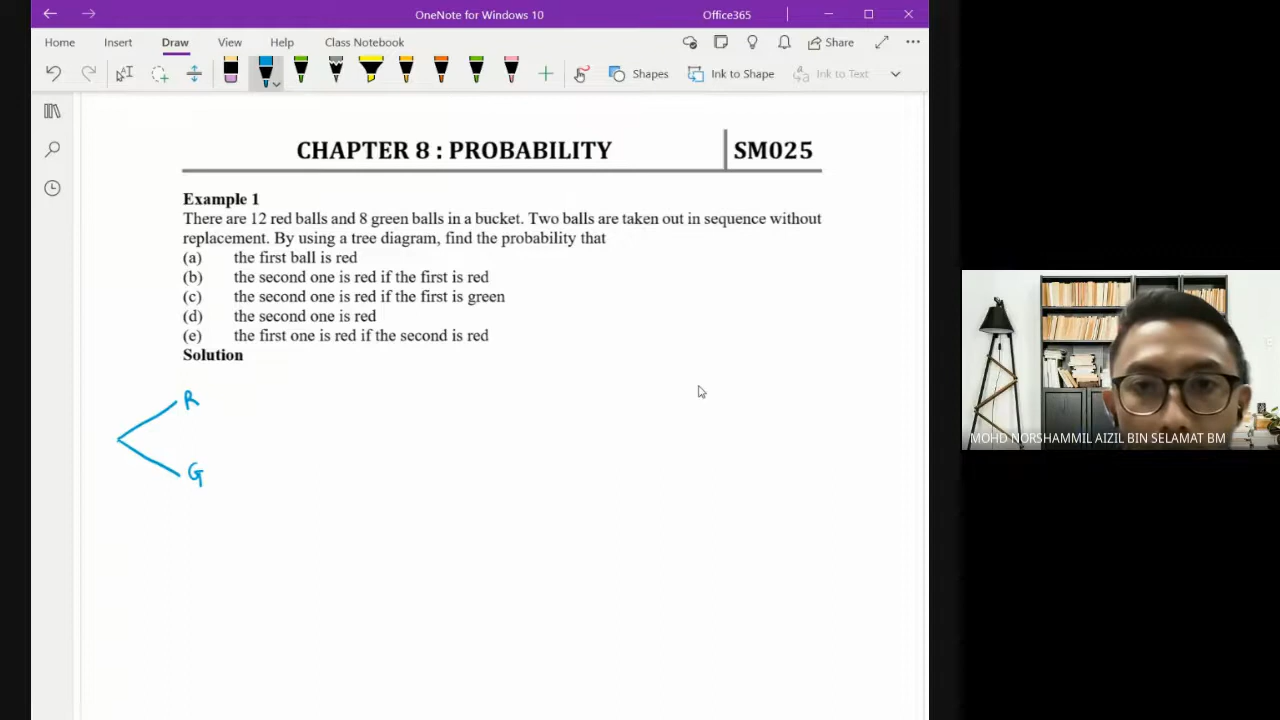 OneNote for Windows 10
Office365
Home Insert Draw View Help Class Notebook
Share
Shapes Ink to Shape Ink to Text
CHAPTER 8 : PROBABILITY SM025
Example 1
There are 12 red balls and 8 green balls in a bucket. Two balls are taken out in sequence without
replacement. By using a tree diagram, find the probability that
(a) the first ball is red
(b) the second one is red if the first is red
(c) the second one is red if the first is green
(d) the second one is red
(e) the first one is red if the second is red
Solution
R
G
MOHD NORSHAMMIL AIZIL BIN SELAMAT BM